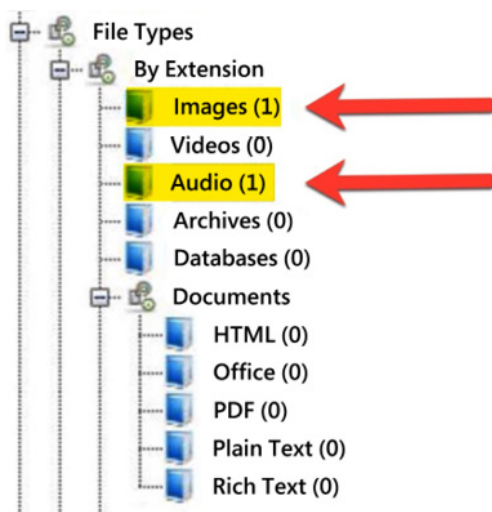 File Types
By Extension
Images (1)
Videos (0)
Audio (1)
Archives (0)
Databases (0)
Documents
HTML (0)
Office (0)
PDF (0)
Plain Text (0)
Rich Text (0)